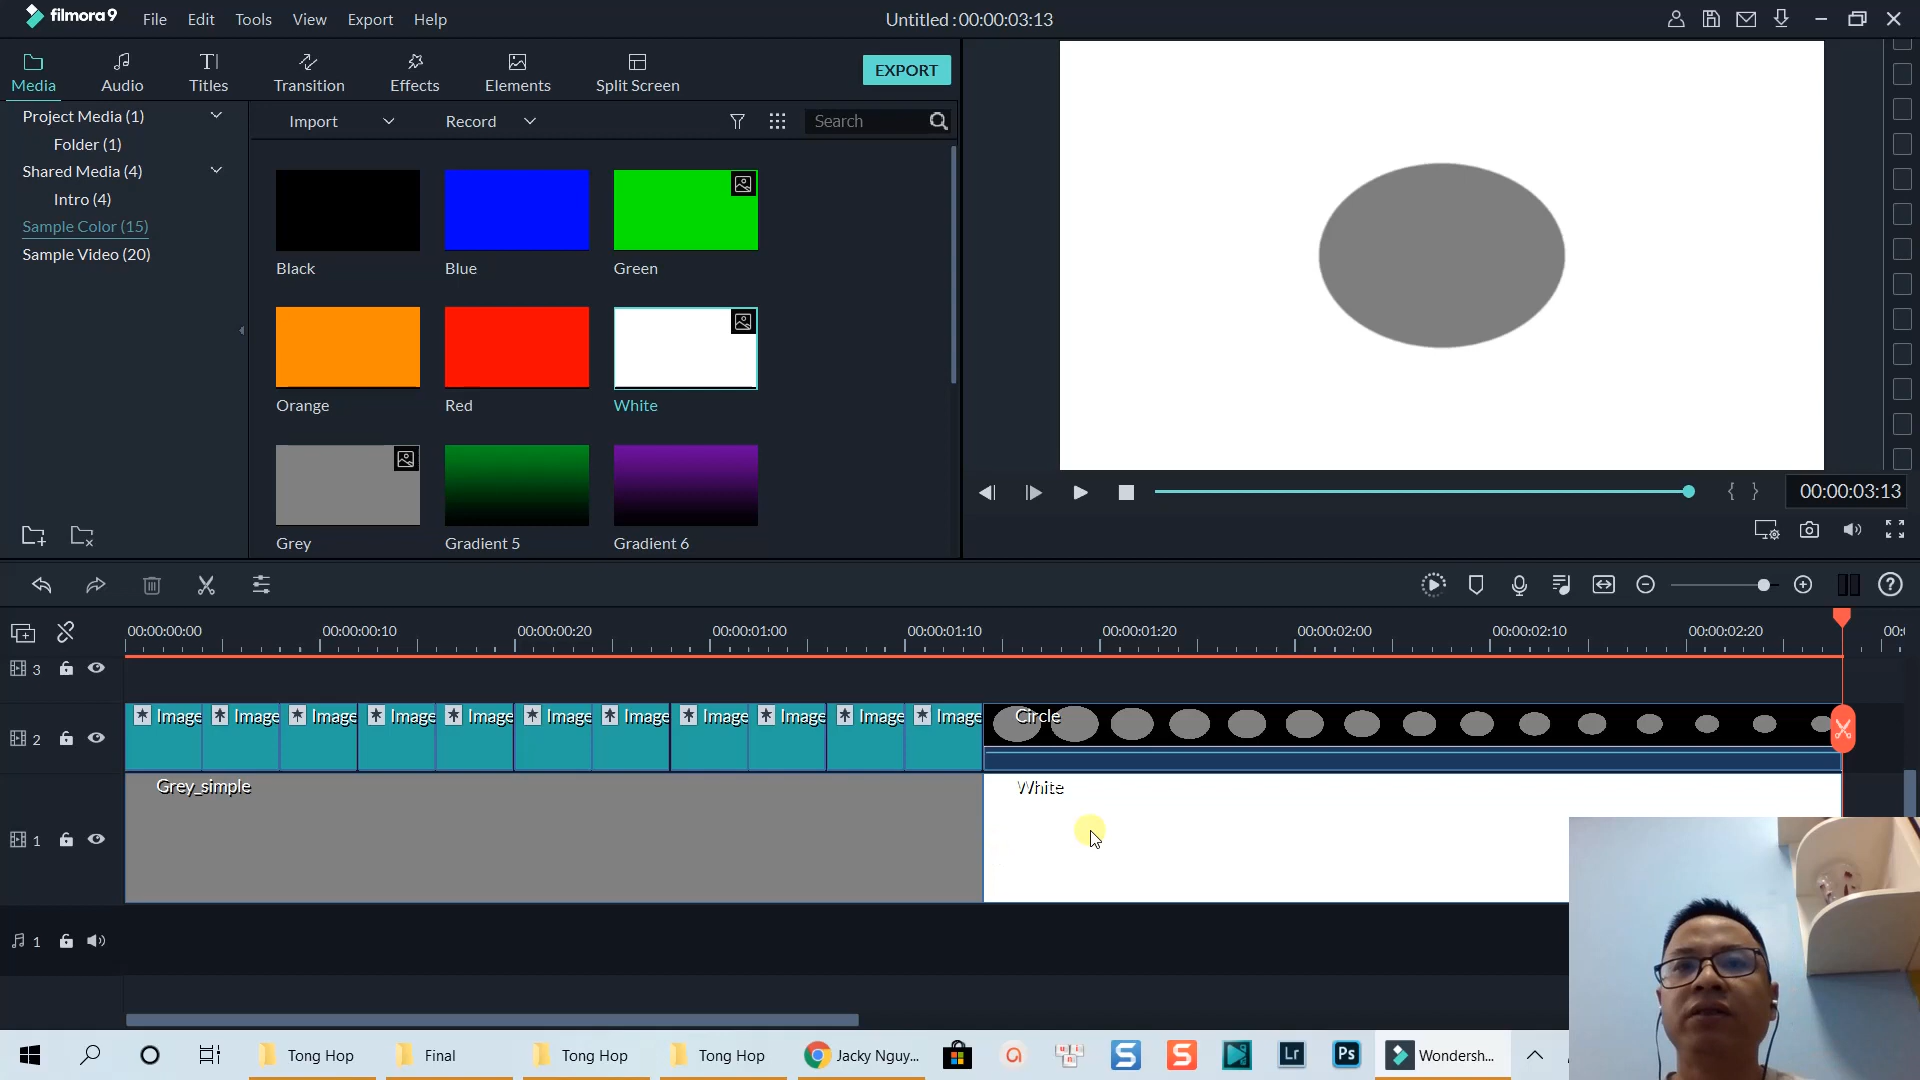 filmora9 File Edit Tools View Export Help Untitled : 00:00:03:13
Media Audio Titles Transition Effects Elements Split Screen EXPORT
Project Media (1)
Folder (1)
Shared Media (4)
Intro (4)
Sample Color (15)
Sample Video (20)
Import Record Search
Black Blue Green
Orange Red White
Grey Gradient 5 Gradient 6
00:00:03:13
00:00:00:00 00:00:00:10 00:00:00:20 00:00:01:00 00:00:01:10 00:00:01:20 00:00:02:00 00:00:02:10 00:00:02:20 00:
3
2 Image Image Image Image Image Image Image Image Image Image Image Circle
1 Grey_simple White
1
Tong Hop Final Tong Hop Tong Hop Jacky Nguy... Lr Ps Wondersh...